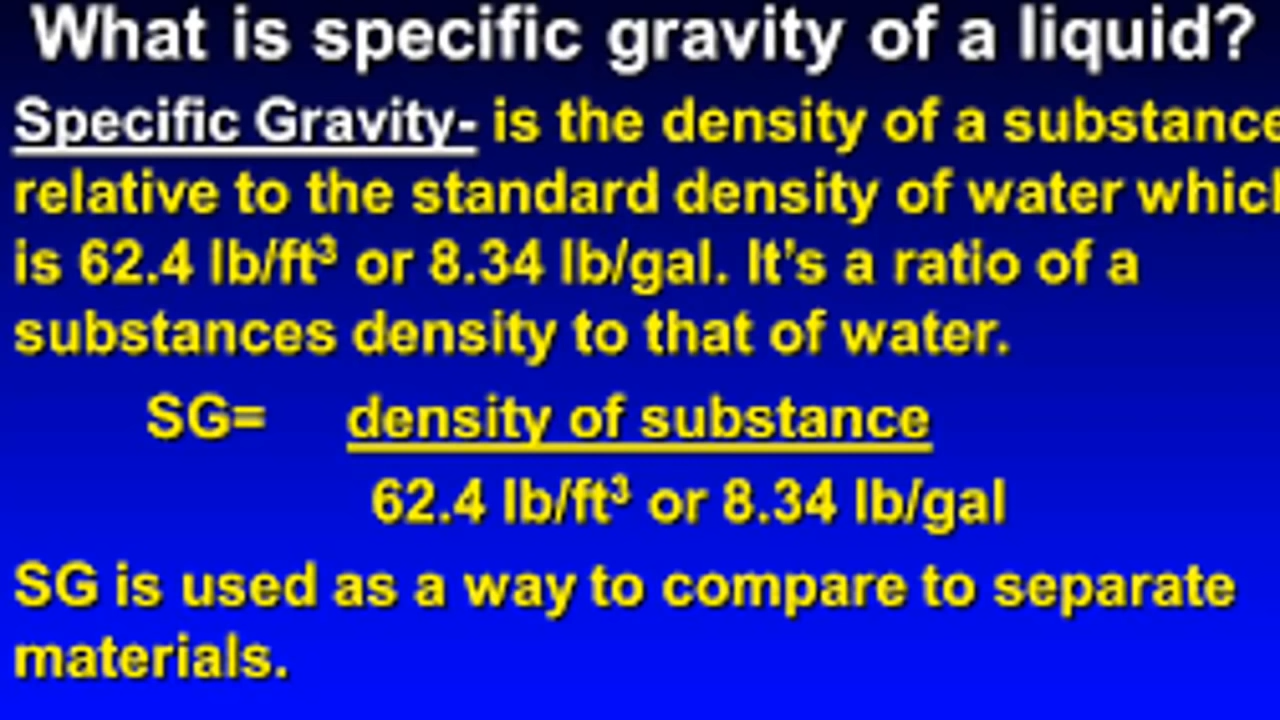 What is specific gravity of a liquid?
Specific Gravity- is the density of a substance
relative to the standard density of water which
is 62.4 lb/ft³ or 8.34 lb/gal. It's a ratio of a
substances density to that of water.
SG= density of substance
62.4 lb/ft³ or 8.34 lb/gal
SG is used as a way to compare to separate
materials.